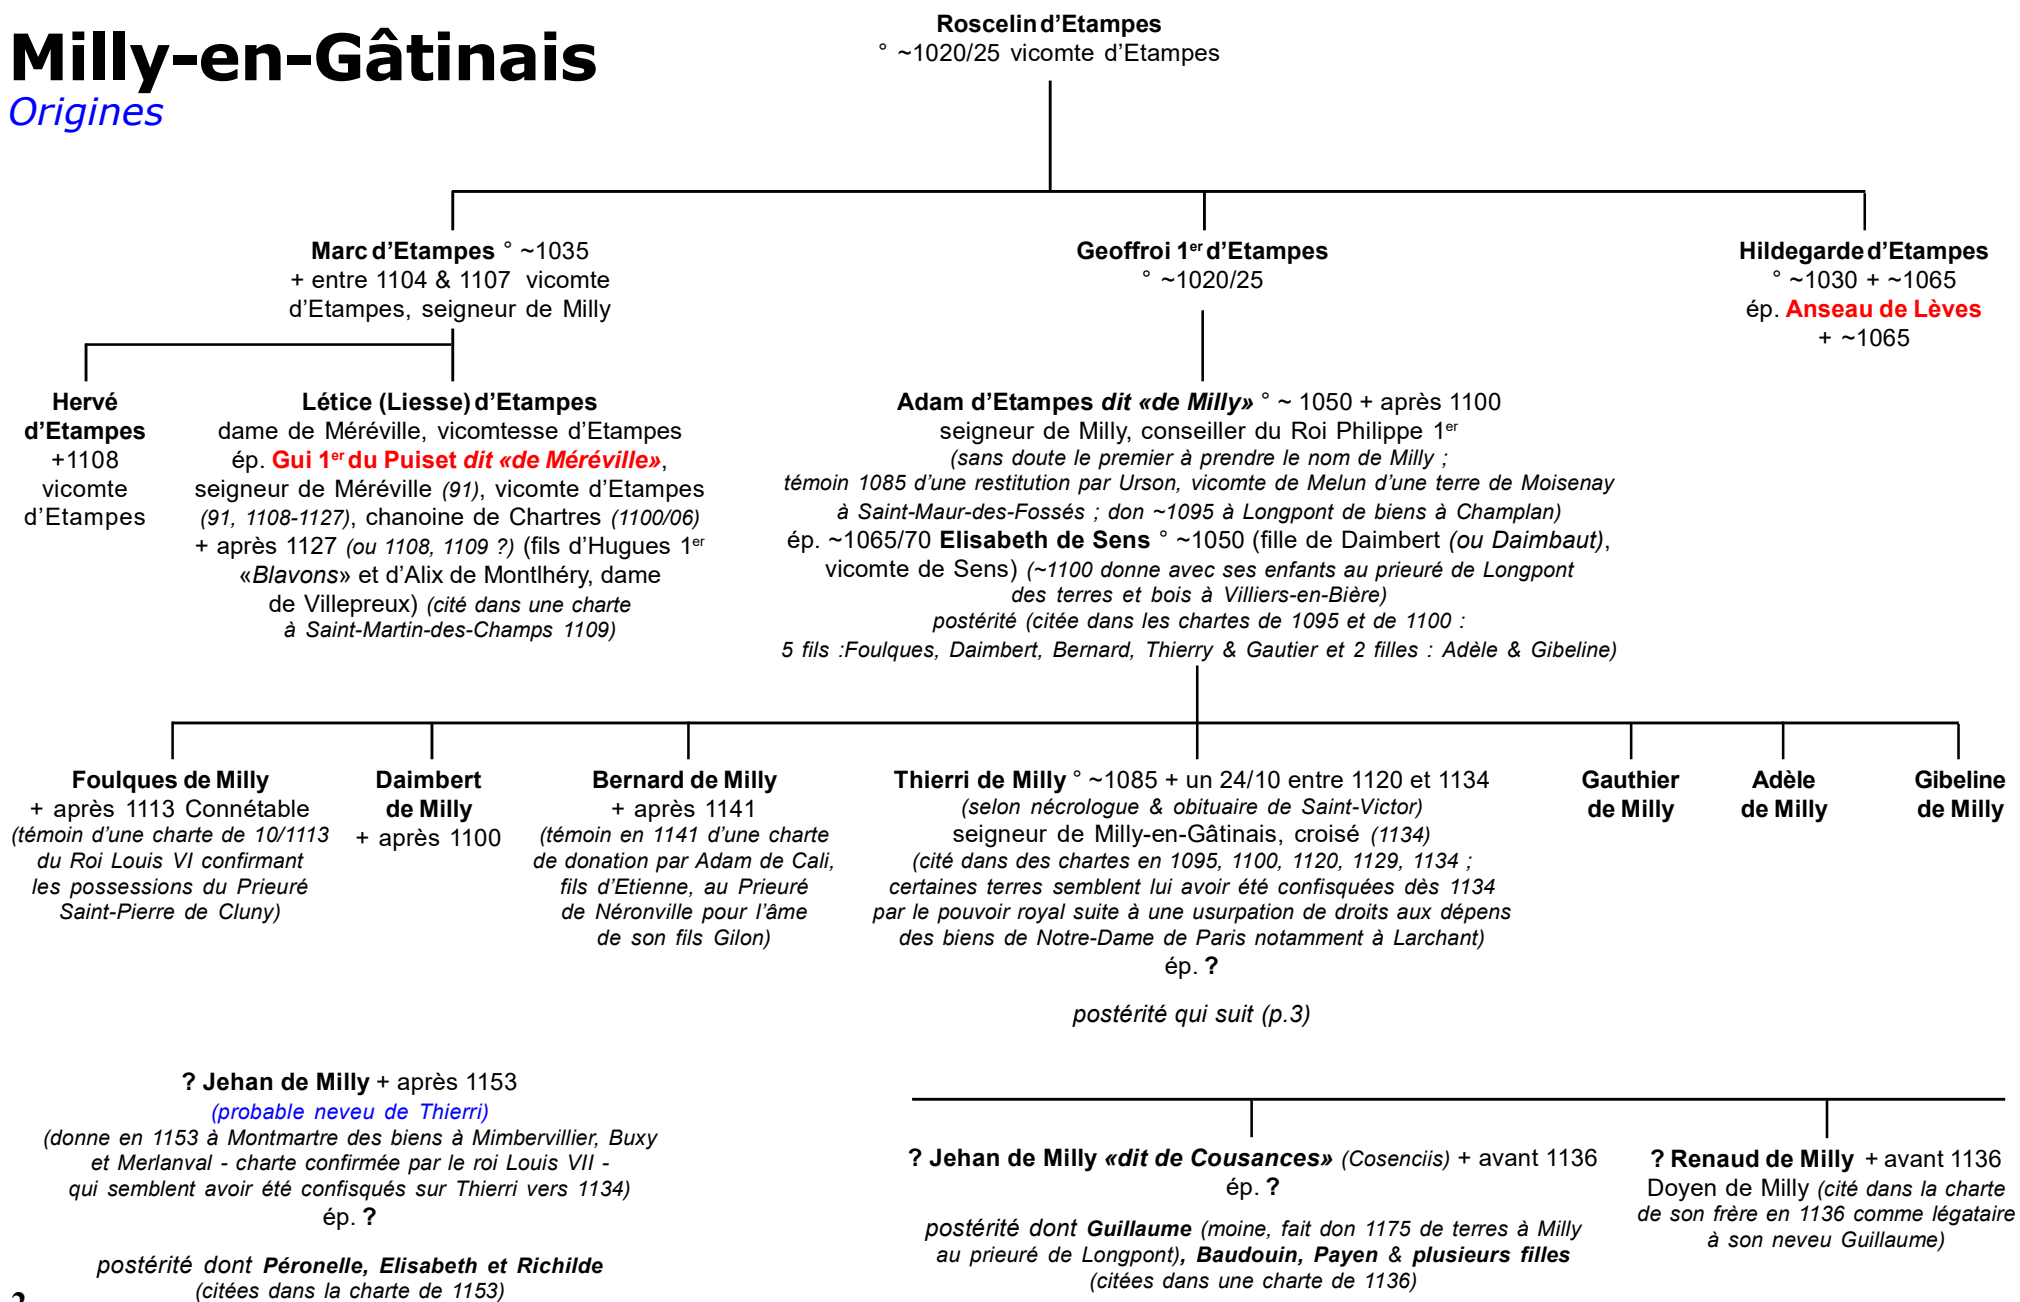 Milly-en-Gâtinais
Origines
Roscelin d’Etampes
° ~1020/25 vicomte d’Etampes
Marc d’Etampes ° ~1035
+ entre 1104 & 1107 vicomte
d’Etampes, seigneur de Milly
Geoffroi 1er d’Etampes
° ~1020/25
Hildegarde d’Etampes
° ~1030 + ~1065
ép. Anseau de Lèves
+ ~1065
Hervé
d’Etampes
+1108
vicomte
d’Etampes
Létice (Liesse) d’Etampes
dame de Méréville, vicomtesse d’Etampes
ép. Gui 1er du Puiset dit «de Méréville»,
seigneur de Méréville (91), vicomte d’Etampes
(91, 1108-1127), chanoine de Chartres (1100/06)
+ après 1127 (ou 1108, 1109 ?) (fils d’Hugues 1er
«Blavons» et d’Alix de Montlhéry, dame
de Villepreux) (cité dans une charte
à Saint-Martin-des-Champs 1109)
Adam d’Etampes dit «de Milly» ° ~ 1050 + après 1100
seigneur de Milly, conseiller du Roi Philippe 1er
(sans doute le premier à prendre le nom de Milly ;
témoin 1085 d’une restitution par Urson, vicomte de Melun d’une terre de Moisenay
à Saint-Maur-des-Fossés ; don ~1095 à Longpont de biens à Champlan)
ép. ~1065/70 Elisabeth de Sens ° ~1050 (fille de Daimbert (ou Daimbaut),
vicomte de Sens) (~1100 donne avec ses enfants au prieuré de Longpont
des terres et bois à Villiers-en-Bière)
postérité (citée dans les chartes de 1095 et de 1100 :
5 fils :Foulques, Daimbert, Bernard, Thierry & Gautier et 2 filles : Adèle & Gibeline)
Foulques de Milly
+ après 1113 Connétable
(témoin d’une charte de 10/1113
du Roi Louis VI confirmant
les possessions du Prieuré
Saint-Pierre de Cluny)
Daimbert
de Milly
+ après 1100
Bernard de Milly
+ après 1141
(témoin en 1141 d’une charte
de donation par Adam de Cali,
fils d’Etienne, au Prieuré
de Néronville pour l’âme
de son fils Gilon)
Thierri de Milly ° ~1085 + un 24/10 entre 1120 et 1134
(selon nécrologue & obituaire de Saint-Victor)
seigneur de Milly-en-Gâtinais, croisé (1134)
(cité dans des chartes en 1095, 1100, 1120, 1129, 1134 ;
certaines terres semblent lui avoir été confisquées dès 1134
par le pouvoir royal suite à une usurpation de droits aux dépens
des biens de Notre-Dame de Paris notamment à Larchant)
ép. ?
postérité qui suit (p.3)
Gauthier
de Milly
Adèle
de Milly
Gibeline
de Milly
? Jehan de Milly + après 1153
(probable neveu de Thierri)
(donne en 1153 à Montmartre des biens à Mimbervillier, Buxy
et Merlanval - charte confirmée par le roi Louis VII -
qui semblent avoir été confisqués sur Thierri vers 1134)
ép. ?
postérité dont Péronelle, Elisabeth et Richilde
(citées dans la charte de 1153)
? Jehan de Milly «dit de Cousances» (Cosenciis) + avant 1136
ép. ?
postérité dont Guillaume (moine, fait don 1175 de terres à Milly
au prieuré de Longpont), Baudouin, Payen & plusieurs filles
(citées dans une charte de 1136)
? Renaud de Milly + avant 1136
Doyen de Milly (cité dans la charte
de son frère en 1136 comme légataire
à son neveu Guillaume)
2